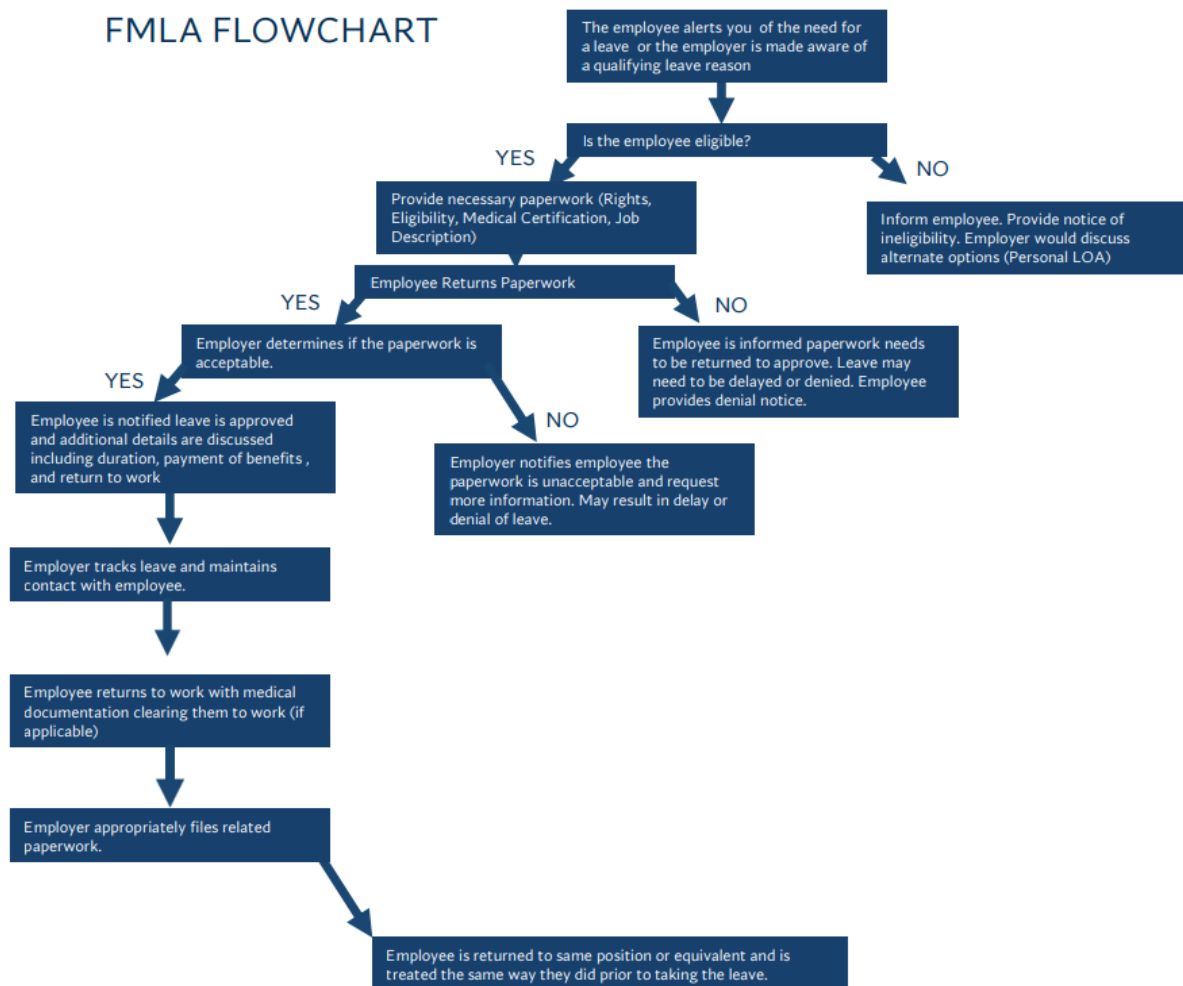 FMLA FLOWCHART
The employee alerts you of the need for
a leave or the employer is made aware of
a qualifying leave reason
Is the employee eligible?
YES
NO
Provide necessary paperwork (Rights,
Eligibility, Medical Certification, Job
Description)
Inform employee. Provide notice of
ineligibility. Employer would discuss
alternate options (Personal LOA)
Employee Returns Paperwork
YES
NO
Employer determines if the paperwork is
acceptable.
Employee is informed paperwork needs
to be returned to approve. Leave may
need to be delayed or denied. Employee
provides denial notice.
YES
NO
Employee is notified leave is approved
and additional details are discussed
including duration, payment of benefits ,
and return to work
Employer notifies employee the
paperwork is unacceptable and request
more information. May result in delay or
denial of leave.
Employer tracks leave and maintains
contact with employee.
Employee returns to work with medical
documentation clearing them to work (if
applicable)
Employer appropriately files related
paperwork.
Employee is returned to same position or equivalent and is
treated the same way they did prior to taking the leave.